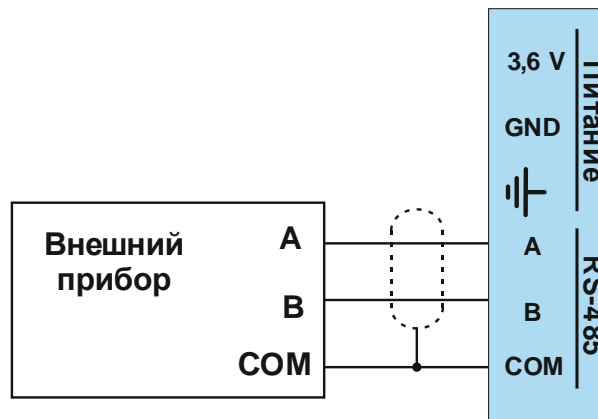 Внешний
прибор
A
B
COM
3,6 V
GND
A
B
COM
Питание
RS-485